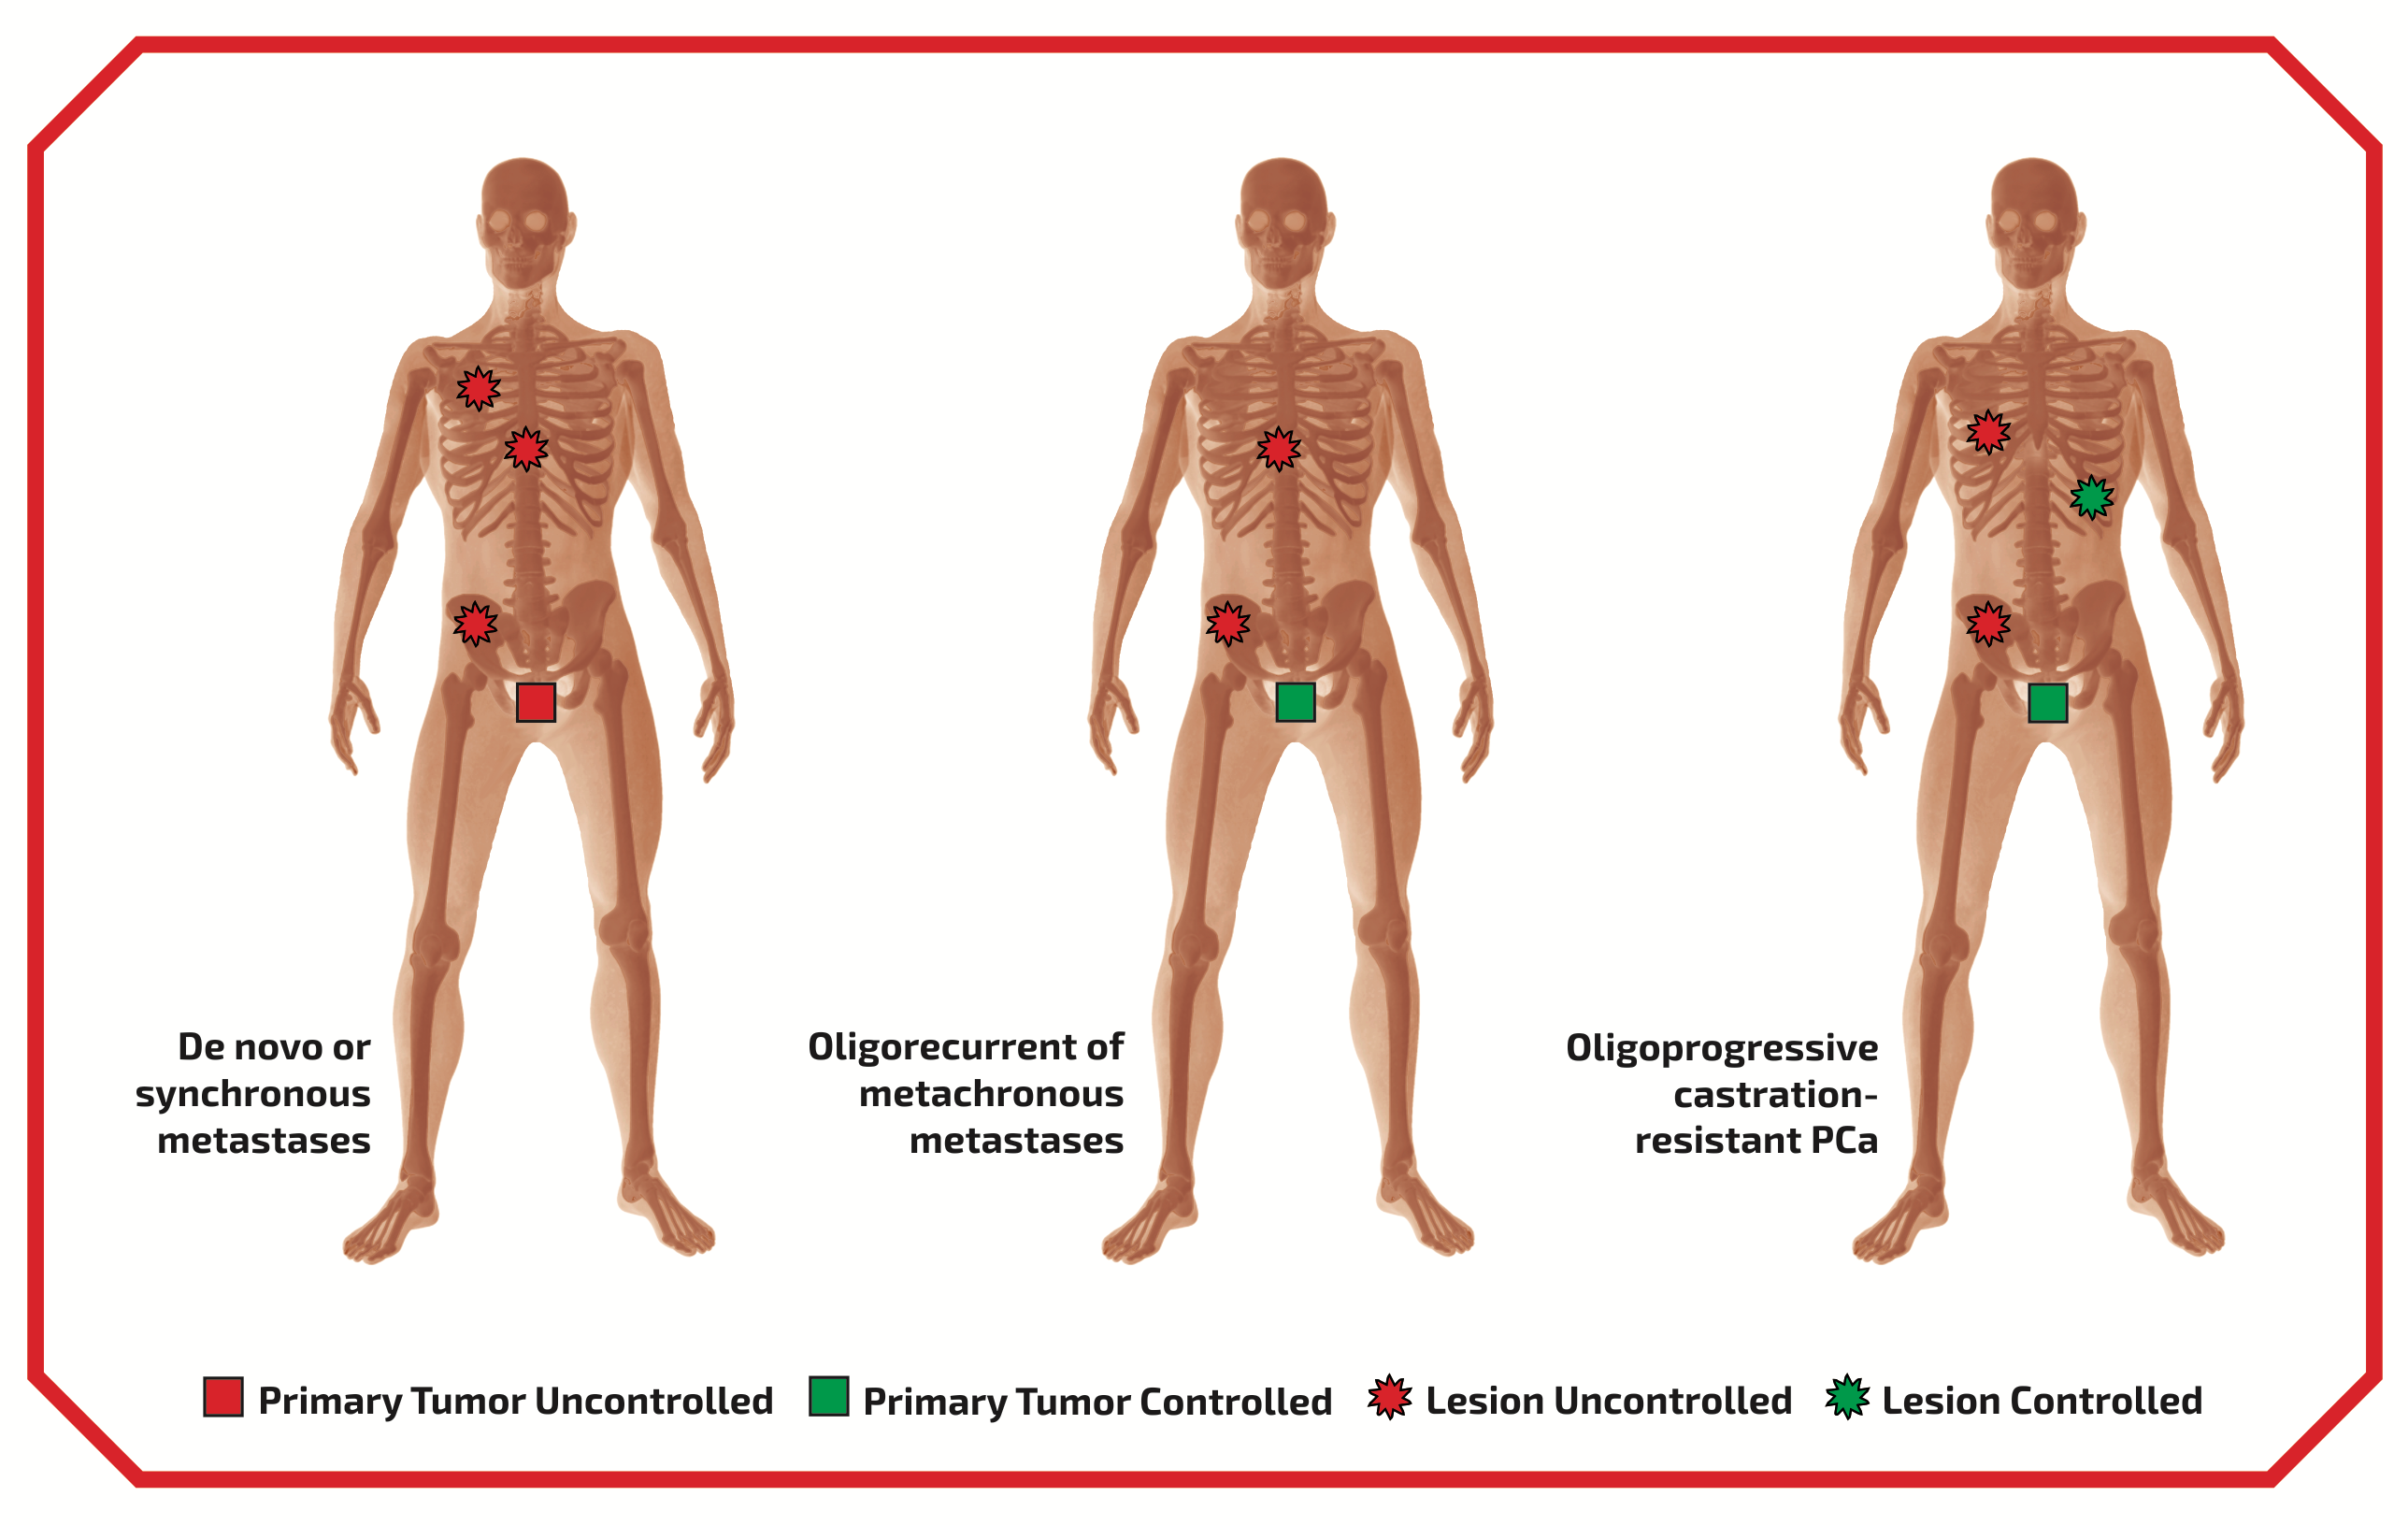 De novo or
synchronous
metastases
Oligorecurrent of
metachronous
metastases
Oligoprogressive
castration-
resistant PCa
Primary Tumor Uncontrolled
Primary Tumor Controlled
Lesion Uncontrolled
Lesion Controlled